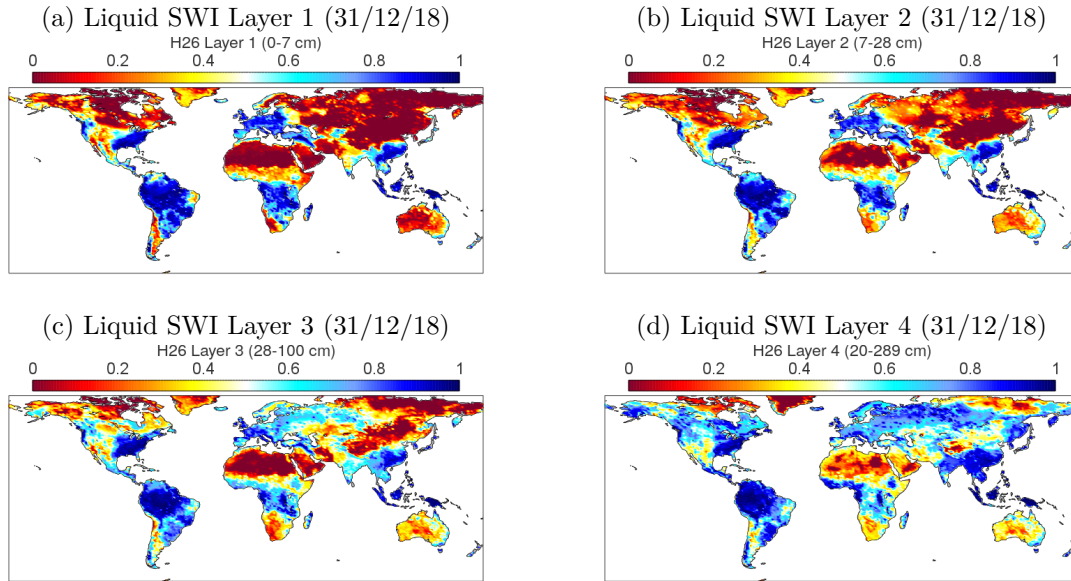 (a) Liquid SWI Layer 1 (31/12/18)
H26 Layer 1 (0-7 cm)
0 0.2 0.4 0.6 0.8 1
(b) Liquid SWI Layer 2 (31/12/18)
H26 Layer 2 (7-28 cm)
0 0.2 0.4 0.6 0.8 1
(c) Liquid SWI Layer 3 (31/12/18)
H26 Layer 3 (28-100 cm)
0 0.2 0.4 0.6 0.8 1
(d) Liquid SWI Layer 4 (31/12/18)
H26 Layer 4 (20-289 cm)
0 0.2 0.4 0.6 0.8 1